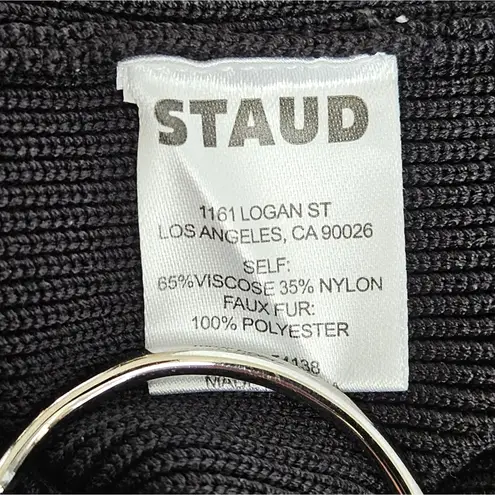 STAUD
1161 LOGAN ST
LOS ANGELES, CA 90026
SELF:
65%VISCOSE 35% NYLON
FAUX FUR:
100% POLYESTER